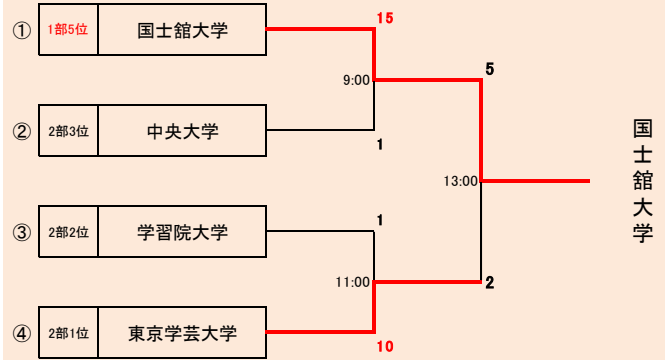 ① 1部5位 国士舘大学 15
9:00 5
② 2部3位 中央大学 1
13:00 国士舘大学
③ 2部2位 学習院大学 1
11:00 2
④ 2部1位 東京学芸大学 10